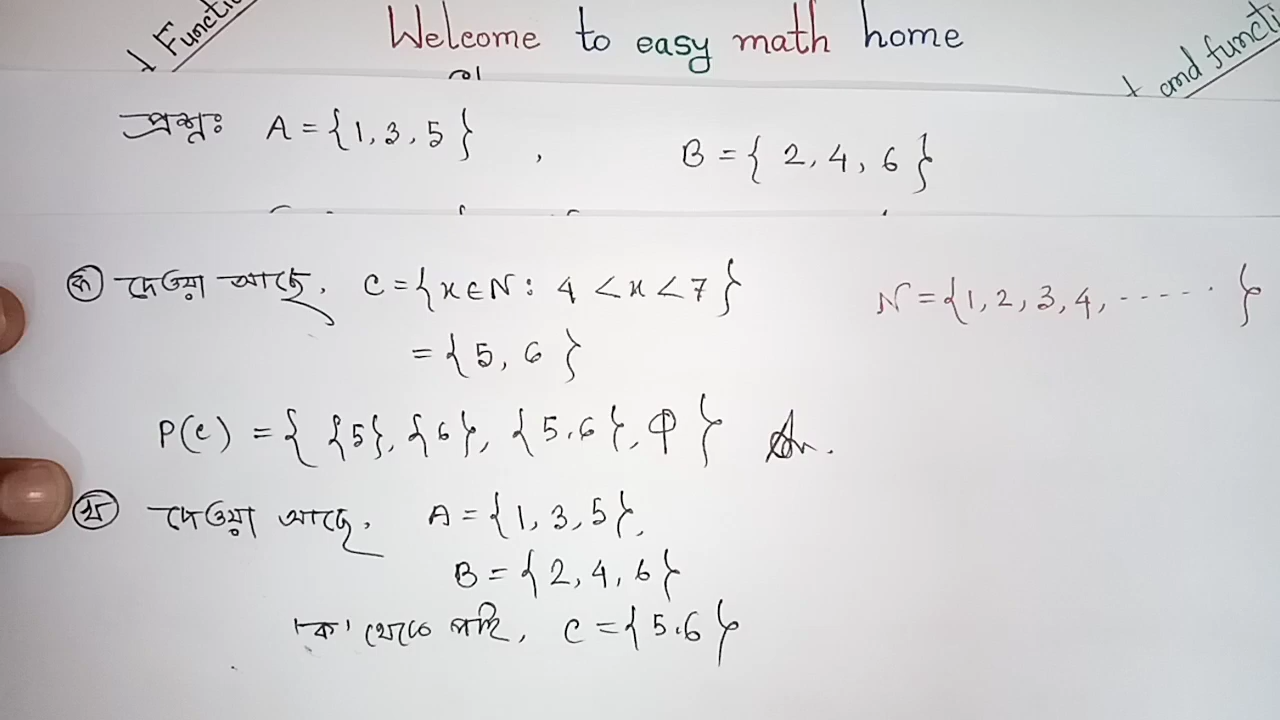 Welcome to easy math home
প্রশ্নঃ A = {1, 3, 5} , B = { 2, 4, 6 }
ক দেওয়া আছে, C = {x∈N : 4 < x < 7 } N = {1, 2, 3, 4, ------ }
= {5, 6 }
P(C) = { {5}, {6}, {5,6}, Φ } An.
খ দেওয়া আছে, A = {1, 3, 5},
B = {2, 4, 6}
'ক' থেকে পাই, C = {5,6}